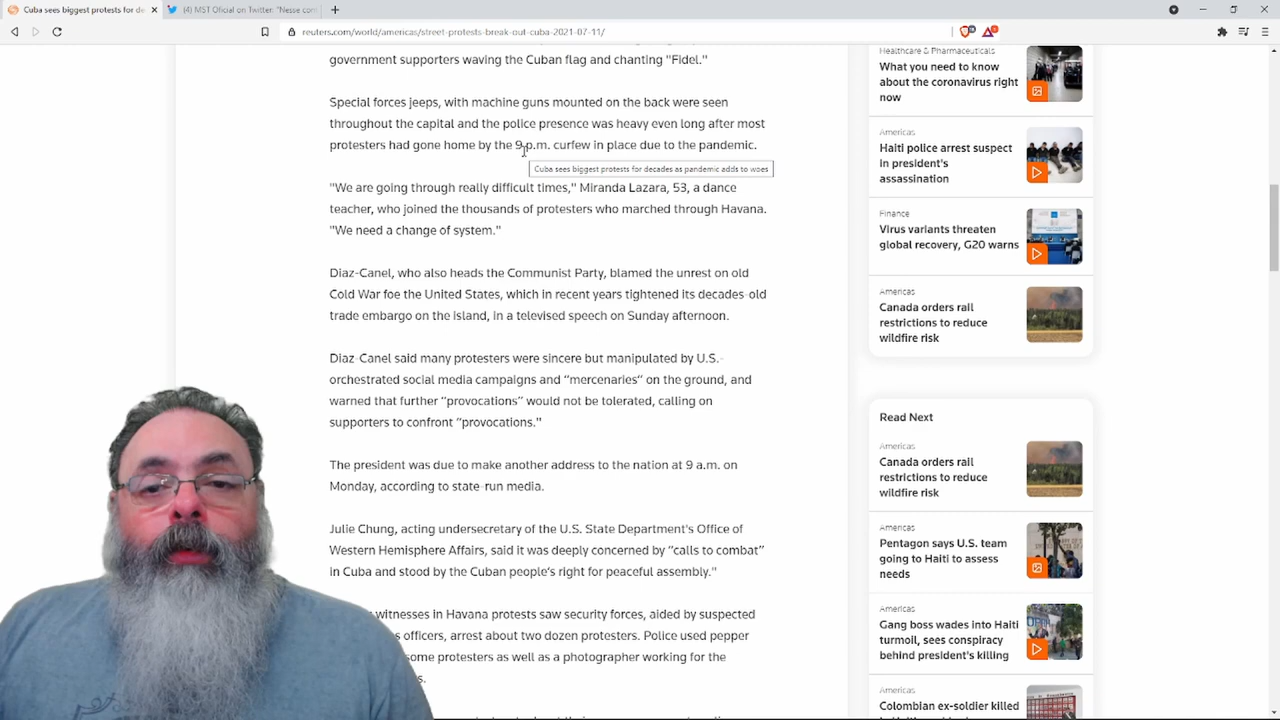 Cuba sees biggest protests for de
(4) MST Oficial on Twitter: "Nesse com
reuters.com/world/americas/street-protests-break-out-cuba-2021-07-11/
government supporters waving the Cuban flag and chanting "Fidel."
Special forces jeeps, with machine guns mounted on the back were seen
throughout the capital and the police presence was heavy even long after most
protesters had gone home by the 9 p.m. curfew in place due to the pandemic.
Cuba sees biggest protests for decades as pandemic adds to woes
"We are going through really difficult times," Miranda Lazara, 53, a dance
teacher, who joined the thousands of protesters who marched through Havana.
"We need a change of system."
Diaz-Canel, who also heads the Communist Party, blamed the unrest on old
Cold War foe the United States, which in recent years tightened its decades-old
trade embargo on the island, in a televised speech on Sunday afternoon.
Diaz-Canel said many protesters were sincere but manipulated by U.S.-
orchestrated social media campaigns and “mercenaries” on the ground, and
warned that further “provocations” would not be tolerated, calling on
supporters to confront “provocations."
The president was due to make another address to the nation at 9 a.m. on
Monday, according to state-run media.
Julie Chung, acting undersecretary of the U.S. State Department's Office of
Western Hemisphere Affairs, said it was deeply concerned by “calls to combat”
in Cuba and stood by the Cuban people’s right for peaceful assembly."
witnesses in Havana protests saw security forces, aided by suspected
officers, arrest about two dozen protesters. Police used pepper
some protesters as well as a photographer working for the
Healthcare & Pharmaceuticals
What you need to know
about the coronavirus right
now
Americas
Haiti police arrest suspect
in president's
assassination
Finance
Virus variants threaten
global recovery, G20 warns
Americas
Canada orders rail
restrictions to reduce
wildfire risk
Read Next
Americas
Canada orders rail
restrictions to reduce
wildfire risk
Americas
Pentagon says U.S. team
going to Haiti to assess
needs
Americas
Gang boss wades into Haiti
turmoil, sees conspiracy
behind president's killing
Americas
Colombian ex-soldier killed